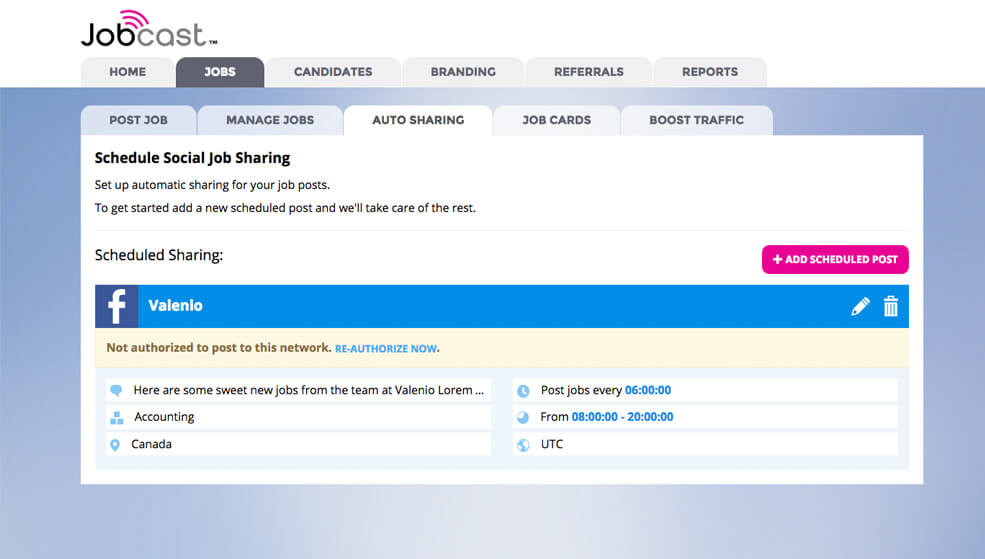 Jobcast™
HOME JOBS CANDIDATES BRANDING REFERRALS REPORTS
POST JOB MANAGE JOBS AUTO SHARING JOB CARDS BOOST TRAFFIC
Schedule Social Job Sharing
Set up automatic sharing for your job posts.
To get started add a new scheduled post and we'll take care of the rest.
Scheduled Sharing:
+ ADD SCHEDULED POST
f Valenio
Not authorized to post to this network. RE-AUTHORIZE NOW.
Here are some sweet new jobs from the team at Valenio Lorem ...
Accounting
Canada
Post jobs every 06:00:00
From 08:00:00 - 20:00:00
UTC